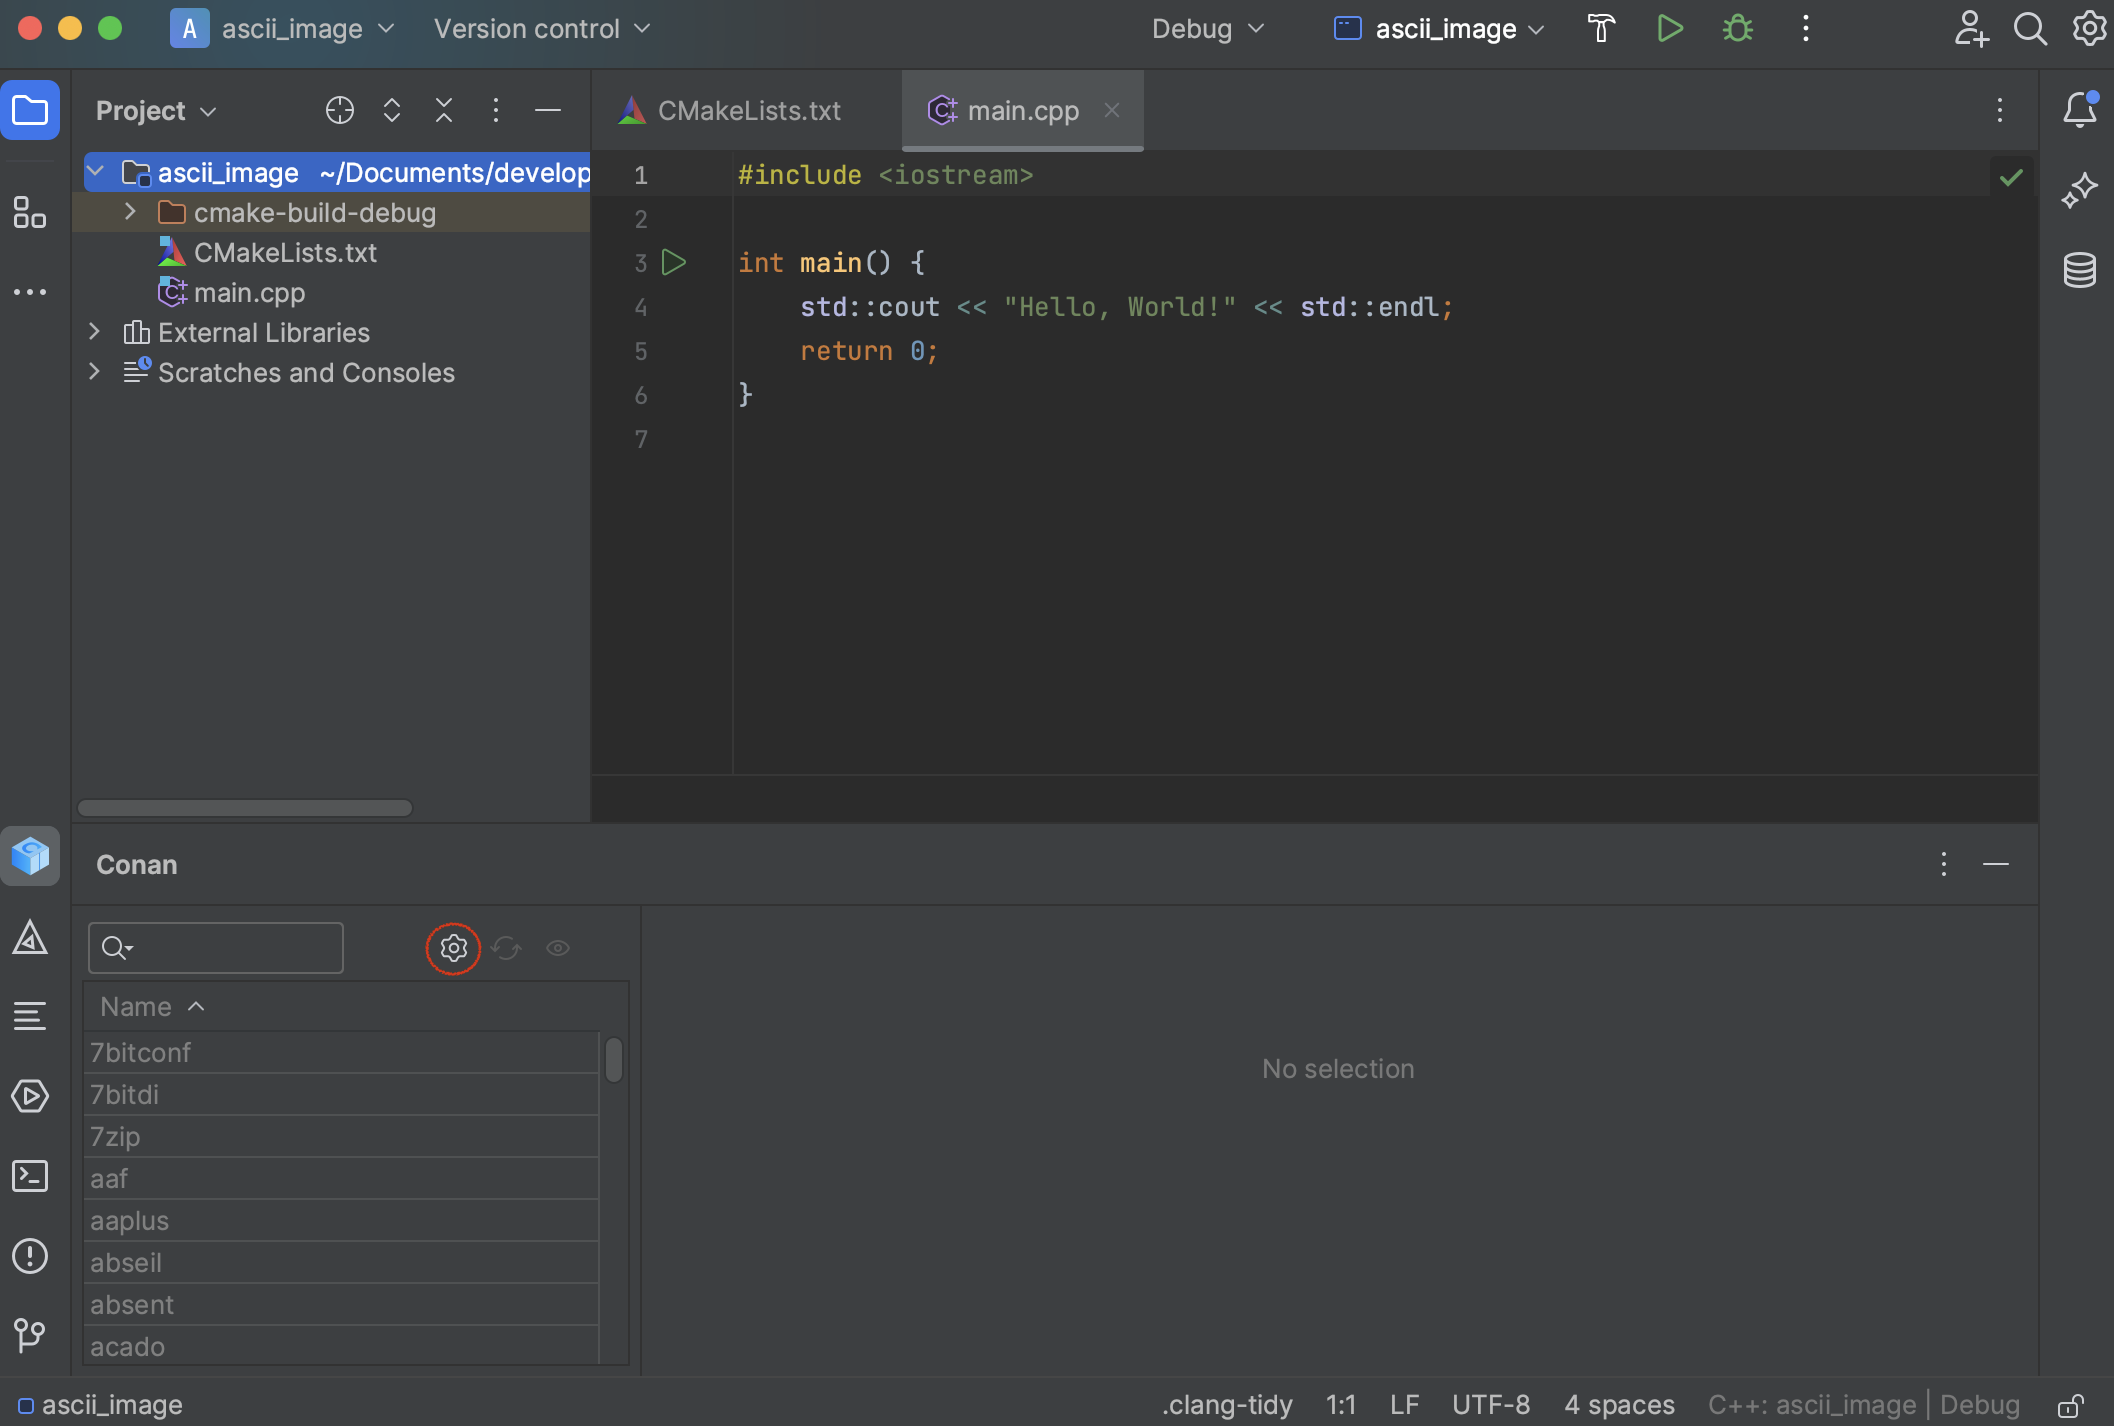 A ascii_image Version control Debug ascii_image
Project
CMakeLists.txt main.cpp
ascii_image ~/Documents/develop
cmake-build-debug
CMakeLists.txt
main.cpp
External Libraries
Scratches and Consoles
1 #include <iostream>
2
3 int main() {
4 std::cout << "Hello, World!" << std::endl;
5 return 0;
6 }
7
Conan
Name
7bitconf
7bitdi
7zip
aaf
aaplus
abseil
absent
acado
No selection
ascii_image .clang-tidy 1:1 LF UTF-8 4 spaces C++: ascii_image | Debug